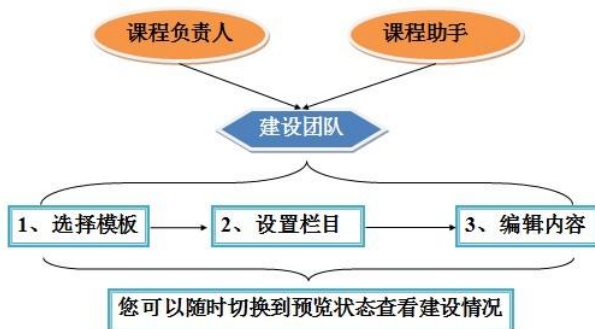 课程负责人
课程助手
建设团队
1、选择模板
2、设置栏目
3、编辑内容
您可以随时切换到预览状态查看建设情况